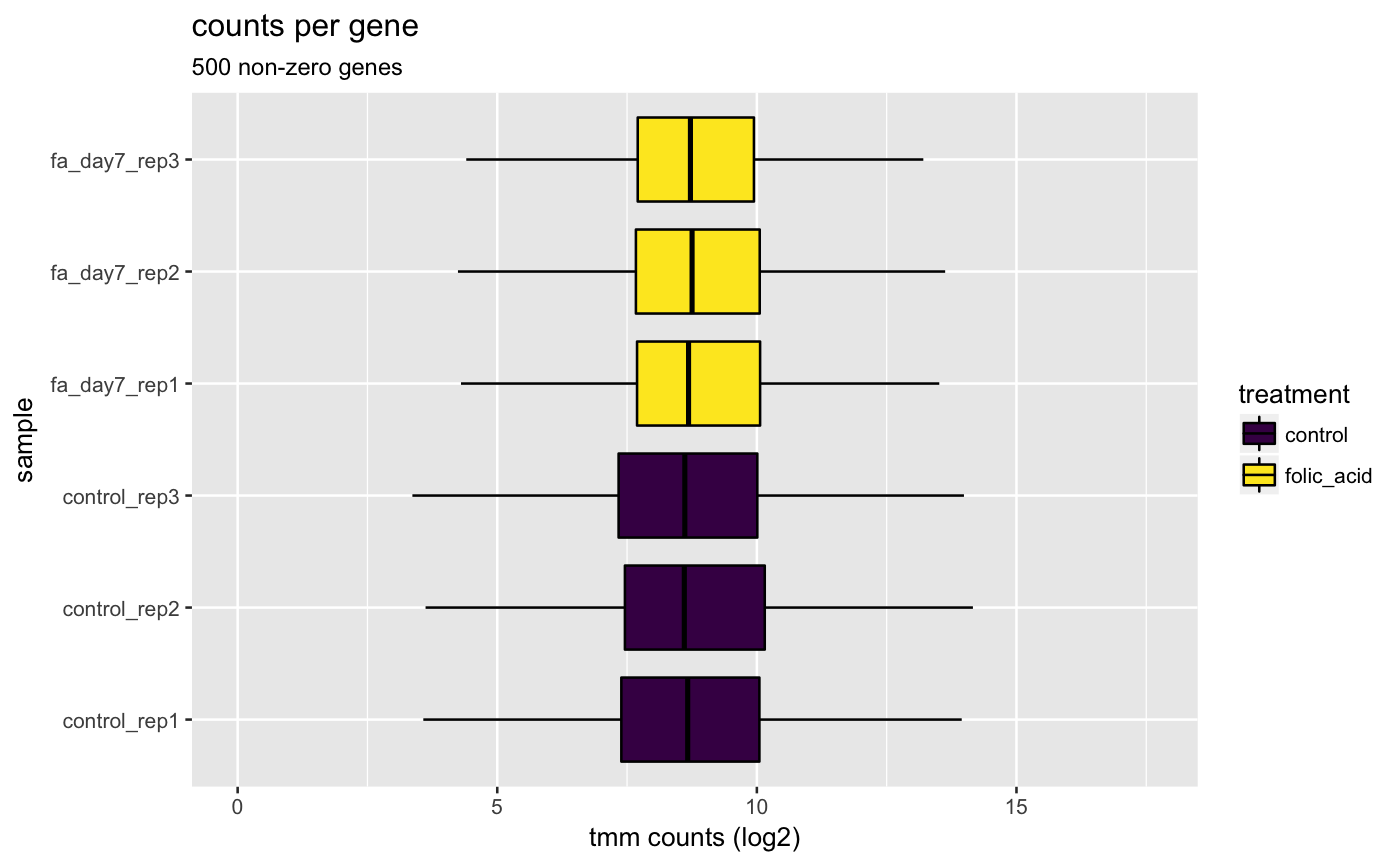 counts per gene
500 non-zero genes
fa_day7_rep3
fa_day7_rep2
fa_day7_rep1
control_rep3
control_rep2
control_rep1
sample
0 5 10 15
tmm counts (log2)
treatment
control
folic_acid